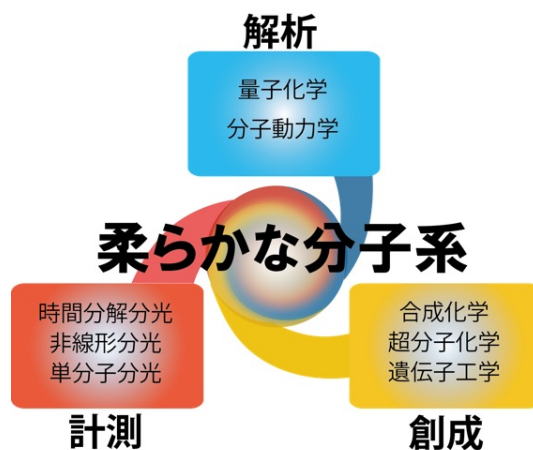 解析
量子化学
分子動力学
柔らかな分子系
時間分解分光
非線形分光
単分子分光
計測
合成化学
超分子化学
遺伝子工学
創成